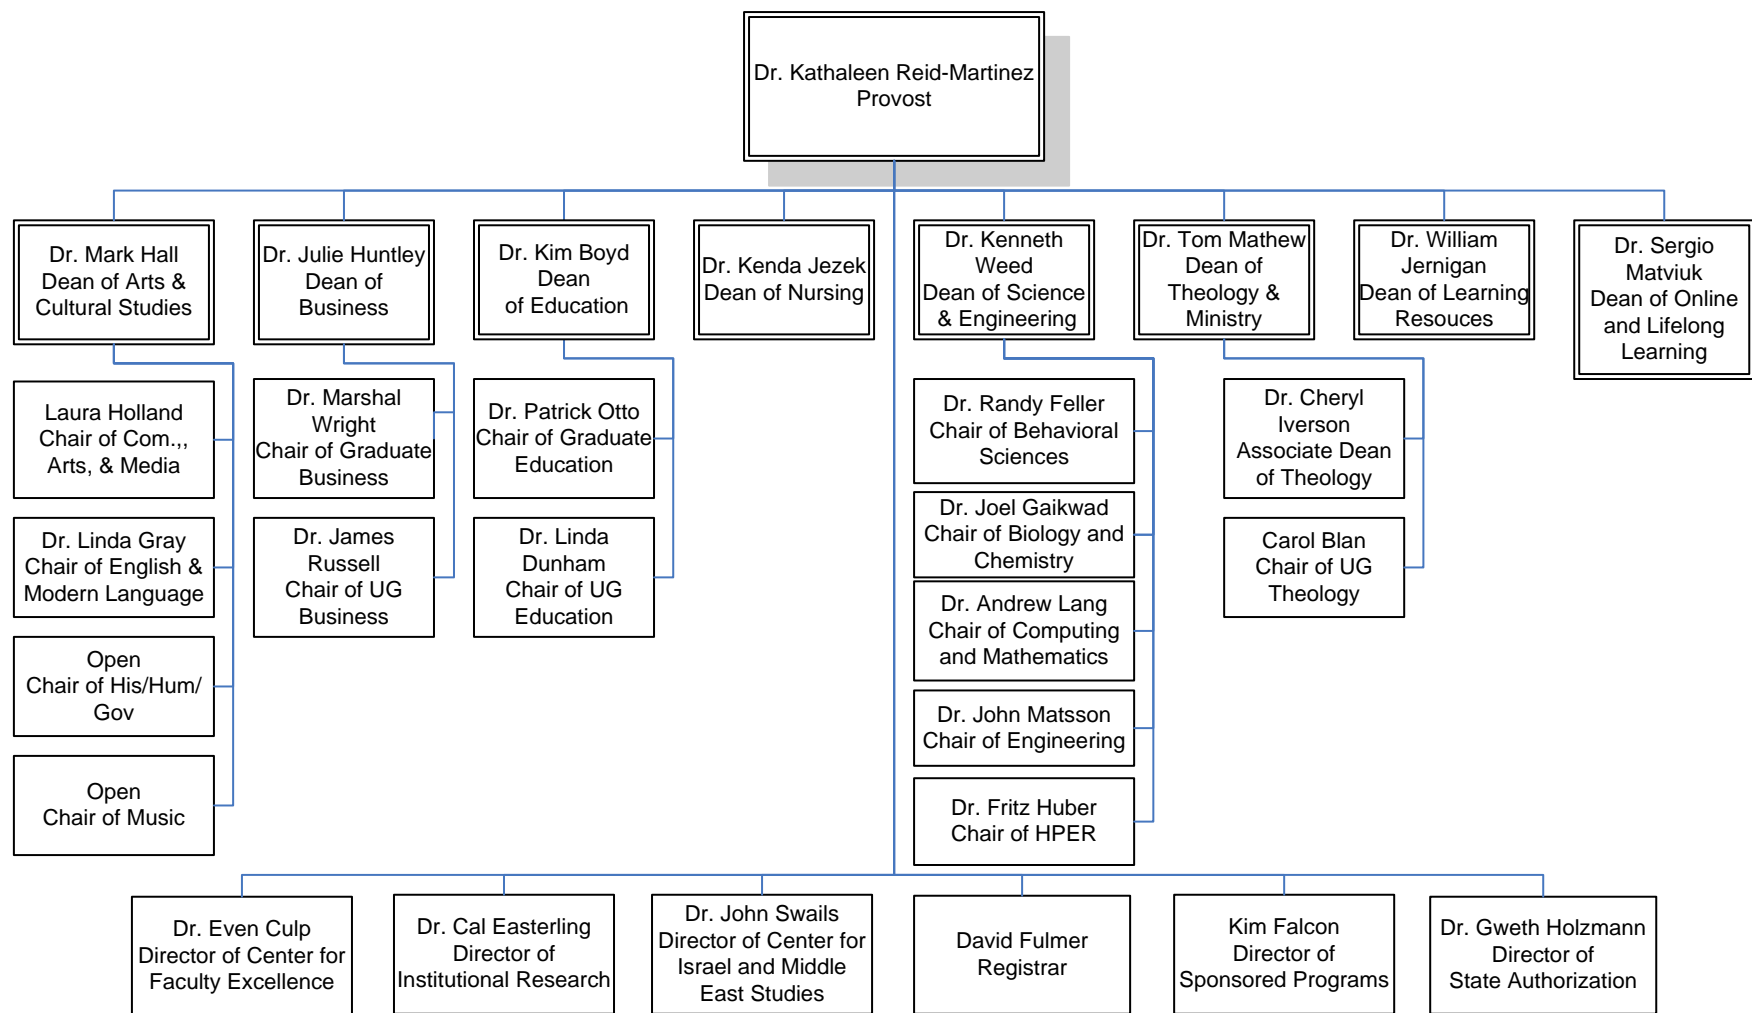 Dr. Kathaleen Reid-Martinez
Provost
Dr. Mark Hall
Dean of Arts &
Cultural Studies
Dr. Julie Huntley
Dean of
Business
Dr. Kim Boyd
Dean
of Education
Dr. Kenda Jezek
Dean of Nursing
Dr. Kenneth
Weed
Dean of Science
& Engineering
Dr. Tom Mathew
Dean of
Theology &
Ministry
Dr. William
Jernigan
Dean of Learning
Resouces
Dr. Sergio
Matviuk
Dean of Online
and Lifelong
Learning
Laura Holland
Chair of Com.,,
Arts, & Media
Dr. Linda Gray
Chair of English &
Modern Language
Open
Chair of His/Hum/
Gov
Open
Chair of Music
Dr. Marshal
Wright
Chair of Graduate
Business
Dr. James
Russell
Chair of UG
Business
Dr. Patrick Otto
Chair of Graduate
Education
Dr. Linda
Dunham
Chair of UG
Education
Dr. Randy Feller
Chair of Behavioral
Sciences
Dr. Joel Gaikwad
Chair of Biology and
Chemistry
Dr. Andrew Lang
Chair of Computing
and Mathematics
Dr. John Matsson
Chair of Engineering
Dr. Fritz Huber
Chair of HPER
Dr. Cheryl
Iverson
Associate Dean
of Theology
Carol Blan
Chair of UG
Theology
Dr. Even Culp
Director of Center for
Faculty Excellence
Dr. Cal Easterling
Director of
Institutional Research
Dr. John Swails
Director of Center for
Israel and Middle
East Studies
David Fulmer
Registrar
Kim Falcon
Director of
Sponsored Programs
Dr. Gweth Holzmann
Director of
State Authorization